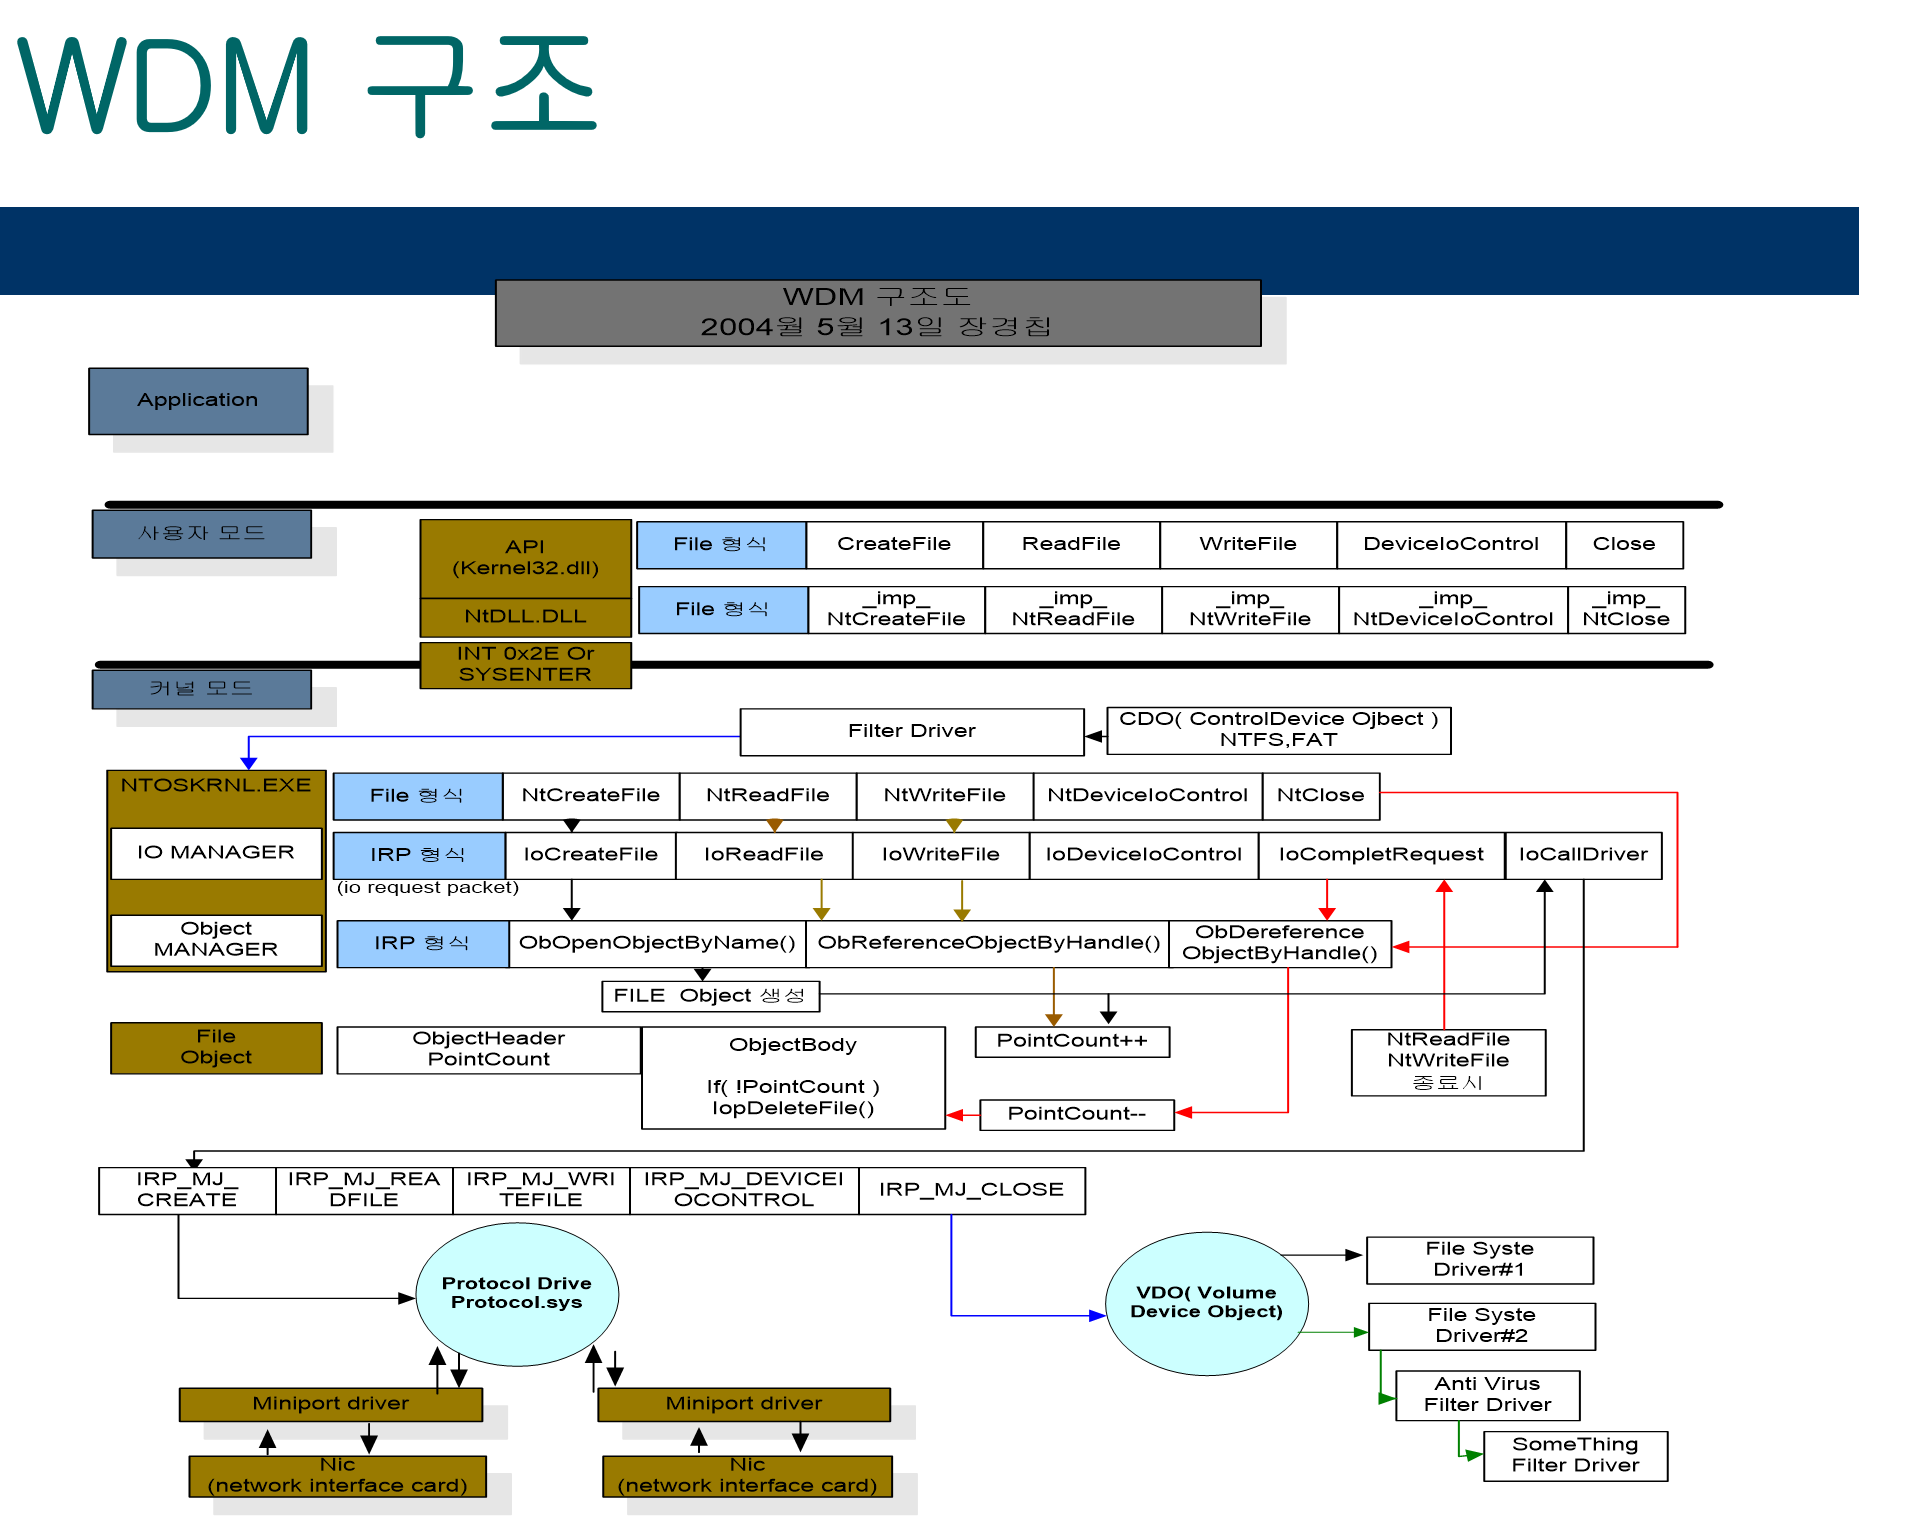 WDM 구조
WDM 구조도
2004월 5월 13일 장경칩
Application
사용자 모드
API
(Kernel32.dll)
File 형식
CreateFile
ReadFile
WriteFile
DeviceIoControl
Close
NtDLL.DLL
File 형식
_imp_
NtCreateFile
_imp_
NtReadFile
_imp_
NtWriteFile
_imp_
NtDeviceIoControl
_imp_
NtClose
INT 0x2E Or
SYSENTER
커널 모드
Filter Driver
CDO( ControlDevice Ojbect )
NTFS,FAT
NTOSKRNL.EXE
File 형식
NtCreateFile
NtReadFile
NtWriteFile
NtDeviceIoControl
NtClose
IO MANAGER
IRP 형식
IoCreateFile
IoReadFile
IoWriteFile
IoDeviceIoControl
IoCompletRequest
IoCallDriver
(io request packet)
Object
MANAGER
IRP 형식
ObOpenObjectByName()
ObReferenceObjectByHandle()
ObDereference
ObjectByHandle()
FILE Object 생성
File
Object
ObjectHeader
PointCount
ObjectBody
If( !PointCount )
IopDeleteFile()
PointCount++
NtReadFile
NtWriteFile
종료시
PointCount--
IRP_MJ_
CREATE
IRP_MJ_REA
DFILE
IRP_MJ_WRI
TEFILE
IRP_MJ_DEVICEI
OCONTROL
IRP_MJ_CLOSE
Protocol Drive
Protocol.sys
VDO( Volume
Device Object)
File Syste
Driver#1
File Syste
Driver#2
Anti Virus
Filter Driver
SomeThing
Filter Driver
Miniport driver
Miniport driver
Nic
(network interface card)
Nic
(network interface card)